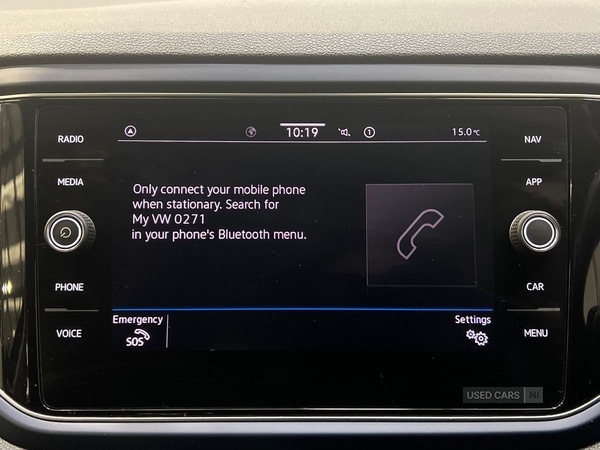 RADIO
MEDIA
PHONE
VOICE
10:19
1
15.0°C
Only connect your mobile phone
when stationary. Search for
My VW 0271
in your phone's Bluetooth menu.
Emergency
SOS
Settings
NAV
APP
CAR
MENU
USED CARS NI